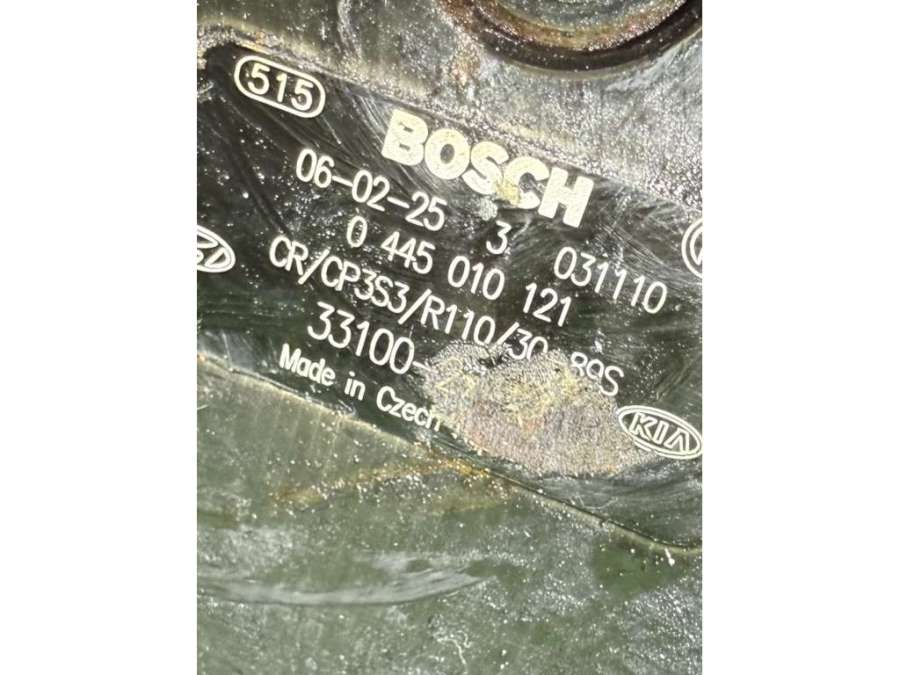 515
BOSCH
06-02-25 3 031110
0 445 010 121
CR/CP3S3/R110/30 89S
33100-
Made in Czech
KIA